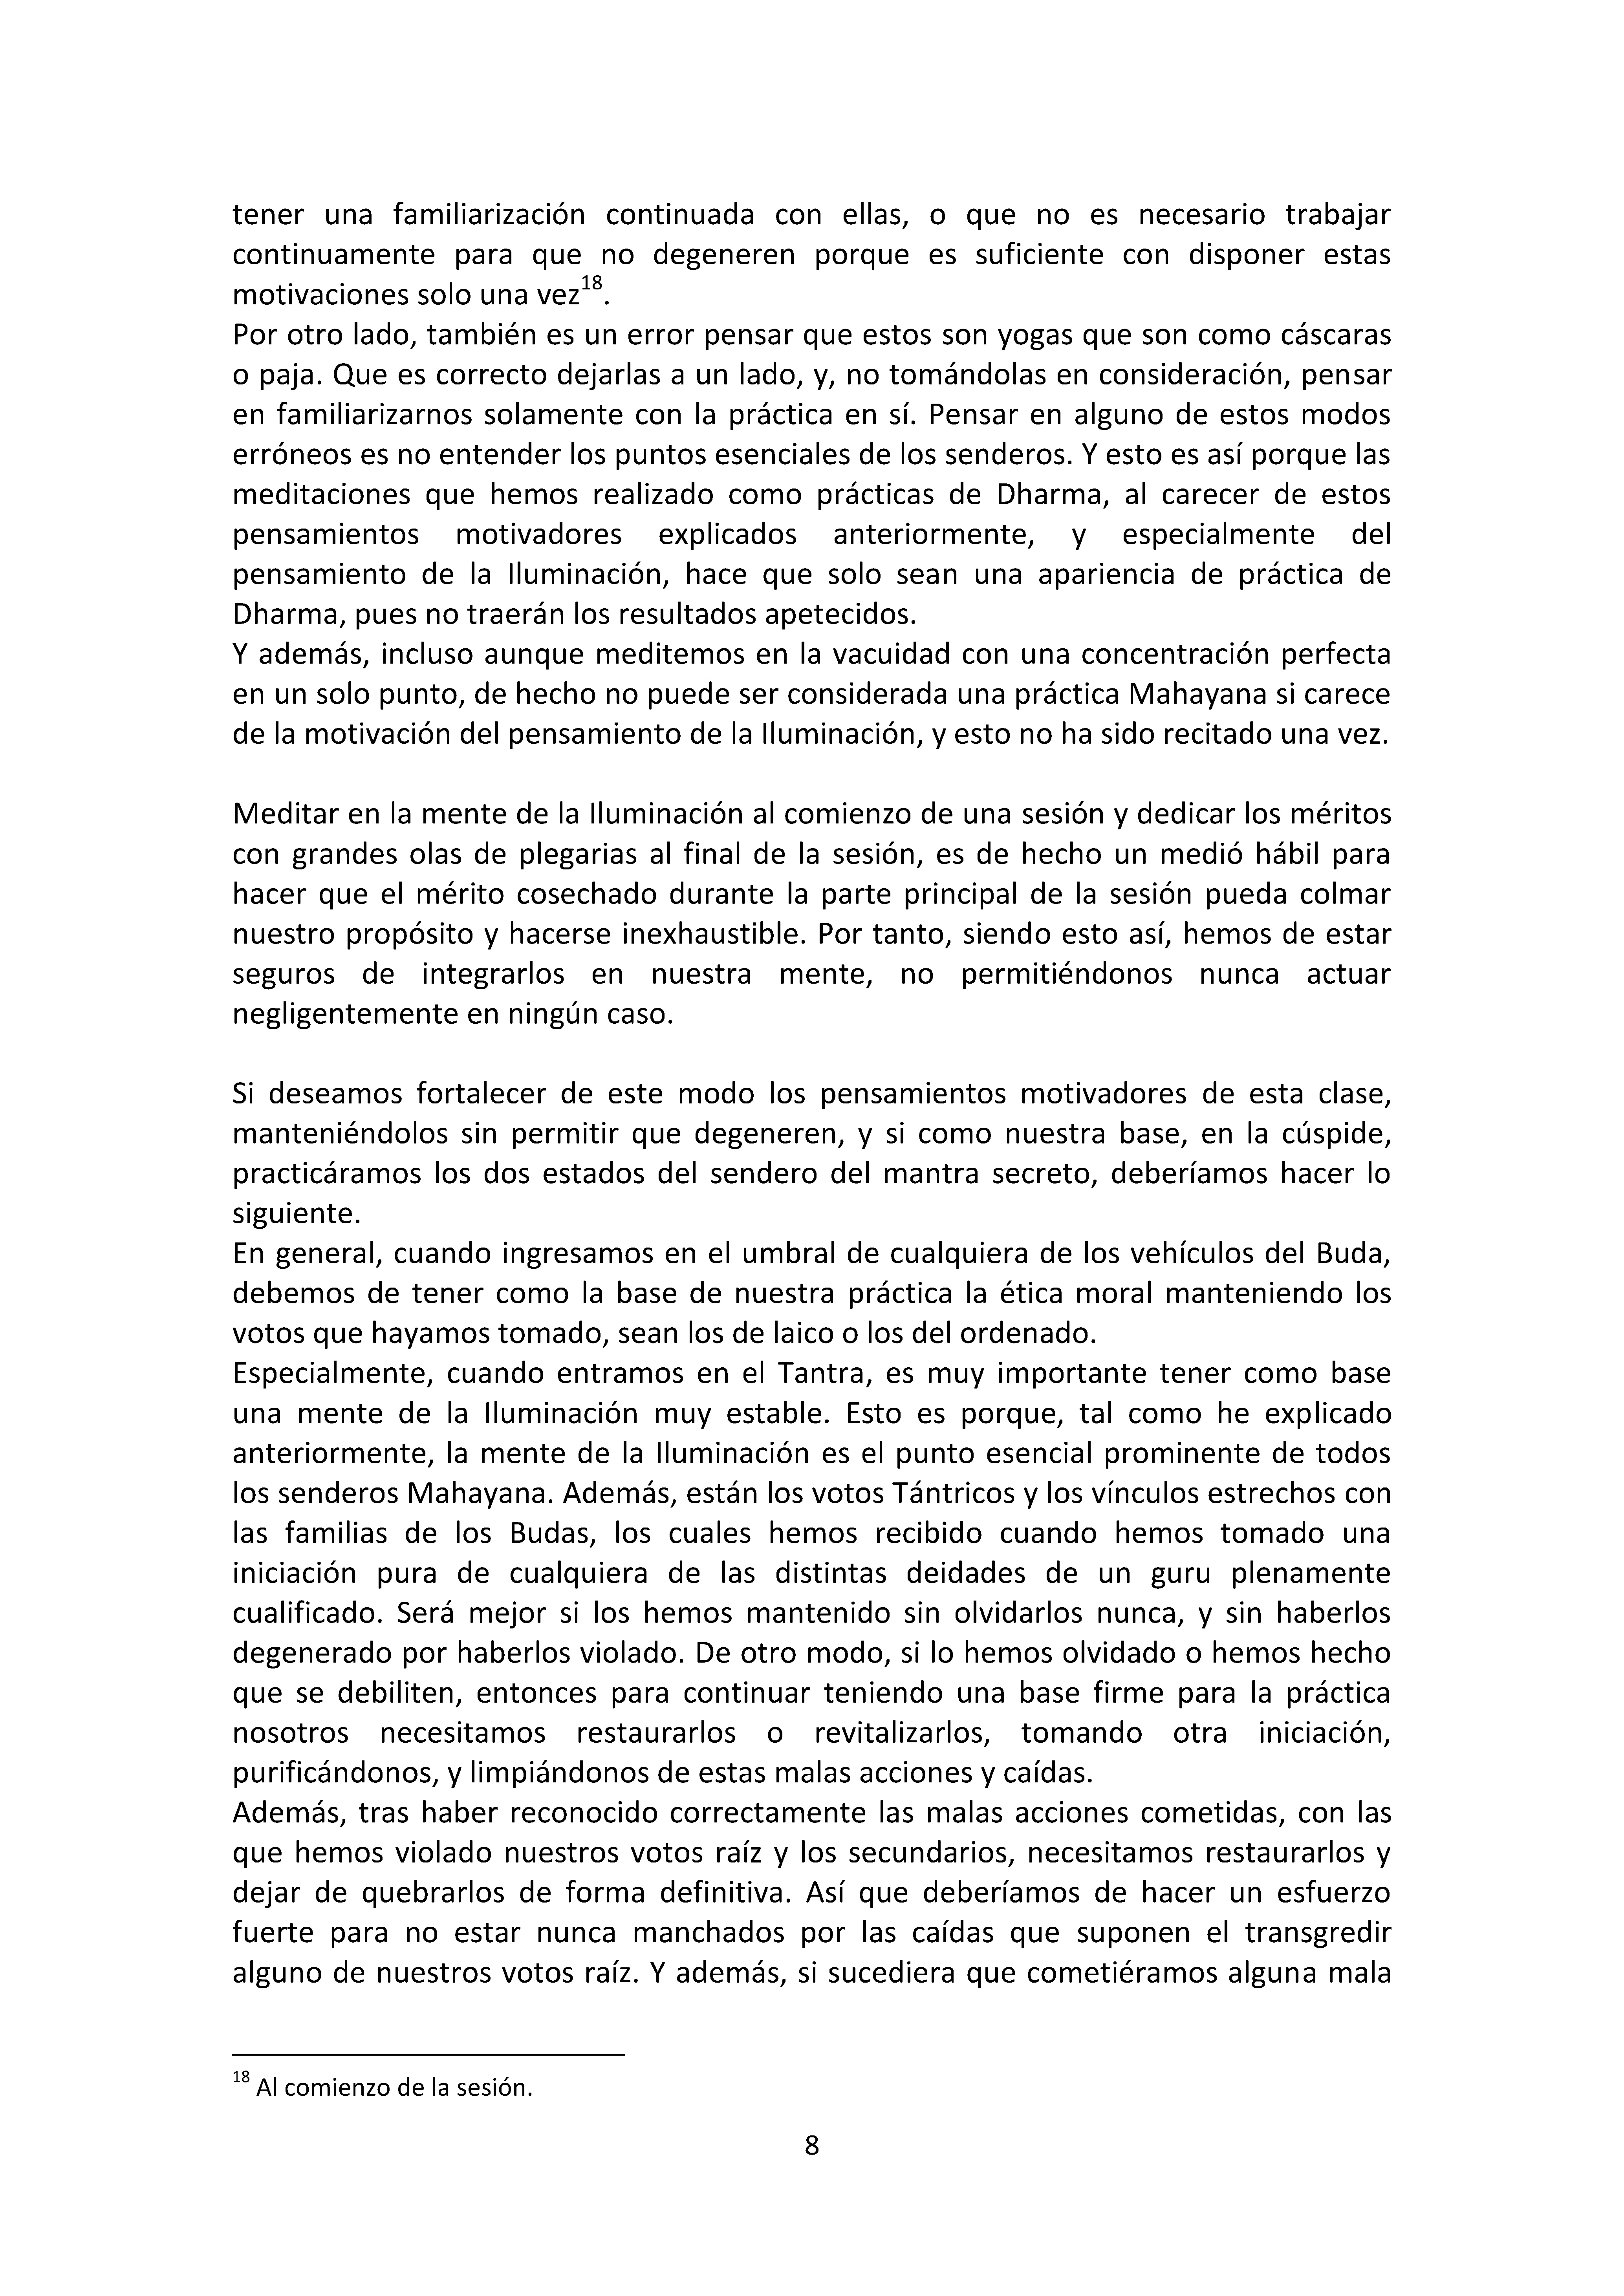 tener una familiarización continuada con ellas, o que no es necesario trabajar
continuamente para que no degeneren porque es suficiente con disponer estas
motivaciones solo una vez18.
Por otro lado, también es un error pensar que estos son yogas que son como cáscaras
o paja. Que es correcto dejarlas a un lado, y, no tomándolas en consideración, pensar
en familiarizarnos solamente con la práctica en sí. Pensar en alguno de estos modos
erróneos es no entender los puntos esenciales de los senderos. Y esto es así porque las
meditaciones que hemos realizado como prácticas de Dharma, al carecer de estos
pensamientos motivadores explicados anteriormente, y especialmente del
pensamiento de la Iluminación, hace que solo sean una apariencia de práctica de
Dharma, pues no traerán los resultados apetecidos.
Y además, incluso aunque meditemos en la vacuidad con una concentración perfecta
en un solo punto, de hecho no puede ser considerada una práctica Mahayana si carece
de la motivación del pensamiento de la Iluminación, y esto no ha sido recitado una vez.
Meditar en la mente de la Iluminación al comienzo de una sesión y dedicar los méritos
con grandes olas de plegarias al final de la sesión, es de hecho un medió hábil para
hacer que el mérito cosechado durante la parte principal de la sesión pueda colmar
nuestro propósito y hacerse inexhaustible. Por tanto, siendo esto así, hemos de estar
seguros de integrarlos en nuestra mente, no permitiéndonos nunca actuar
negligentemente en ningún caso.
Si deseamos fortalecer de este modo los pensamientos motivadores de esta clase,
manteniéndolos sin permitir que degeneren, y si como nuestra base, en la cúspide,
practicáramos los dos estados del sendero del mantra secreto, deberíamos hacer lo
siguiente.
En general, cuando ingresamos en el umbral de cualquiera de los vehículos del Buda,
debemos de tener como la base de nuestra práctica la ética moral manteniendo los
votos que hayamos tomado, sean los de laico o los del ordenado.
Especialmente, cuando entramos en el Tantra, es muy importante tener como base
una mente de la Iluminación muy estable. Esto es porque, tal como he explicado
anteriormente, la mente de la Iluminación es el punto esencial prominente de todos
los senderos Mahayana. Además, están los votos Tántricos y los vínculos estrechos con
las familias de los Budas, los cuales hemos recibido cuando hemos tomado una
iniciación pura de cualquiera de las distintas deidades de un guru plenamente
cualificado. Será mejor si los hemos mantenido sin olvidarlos nunca, y sin haberlos
degenerado por haberlos violado. De otro modo, si lo hemos olvidado o hemos hecho
que se debiliten, entonces para continuar teniendo una base firme para la práctica
nosotros necesitamos restaurarlos o revitalizarlos, tomando otra iniciación,
purificándonos, y limpiándonos de estas malas acciones y caídas.
Además, tras haber reconocido correctamente las malas acciones cometidas, con las
que hemos violado nuestros votos raíz y los secundarios, necesitamos restaurarlos y
dejar de quebrarlos de forma definitiva. Así que deberíamos de hacer un esfuerzo
fuerte para no estar nunca manchados por las caídas que suponen el transgredir
alguno de nuestros votos raíz. Y además, si sucediera que cometiéramos alguna mala
18 Al comienzo de la sesión.
8